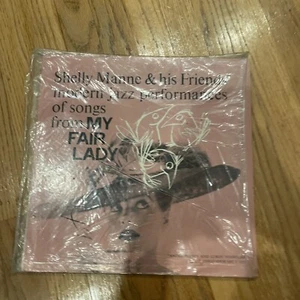 Shelly Manne & his Friends
modern jazz performances
of songs
from MY
FAIR
LADY